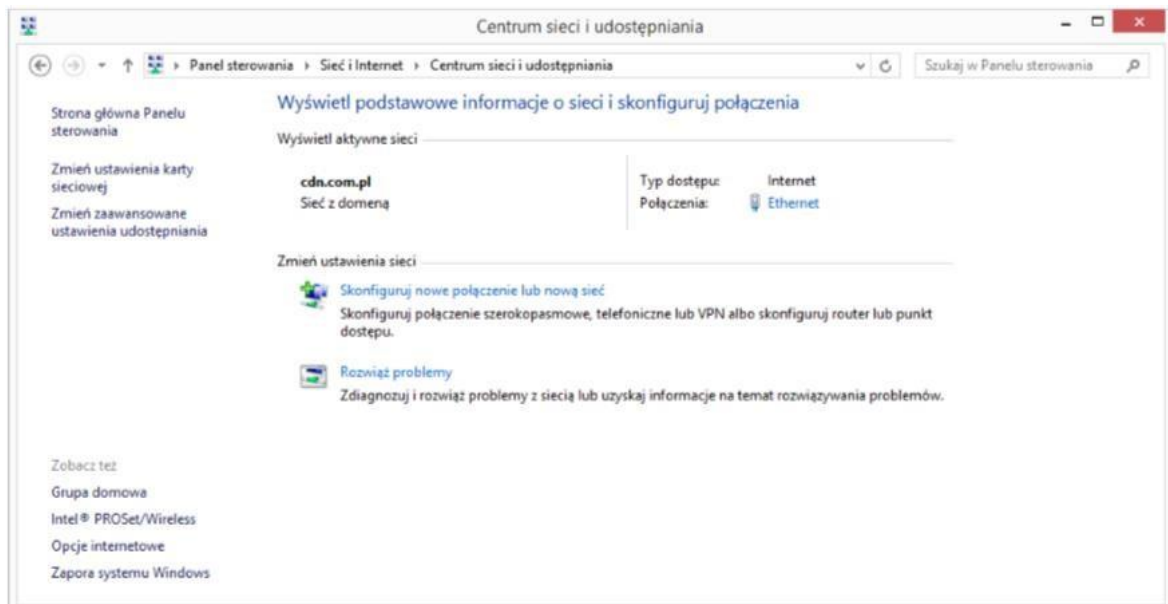 Centrum sieci i udostępniania
Panel sterowania
Sieć i Internet
Centrum sieci i udostępniania
Szukaj w Panelu sterowania
Strona główna Panelu
sterowania
Zmień ustawienia karty
sieciowej
Zmień zaawansowane
ustawienia udostępniania
Wyświetl podstawowe informacje o sieci i skonfiguruj połączenia
Wyświetl aktywne sieci
cdn.com.pl
Sieć z domeną
Typ dostępu: Internet
Połączenia: Ethernet
Zmień ustawienia sieci
Skonfiguruj nowe połączenie lub nową sieć
Skonfiguruj połączenie szerokopasmowe, telefoniczne lub VPN albo skonfiguruj router lub punkt
dostępu.
Rozwiąż problemy
Zdiagnozuj i rozwiąż problemy z siecią lub uzyskaj informacje na temat rozwiązywania problemów.
Zobacz też
Grupa domowa
Intel® PROSet/Wireless
Opcje internetowe
Zapora systemu Windows